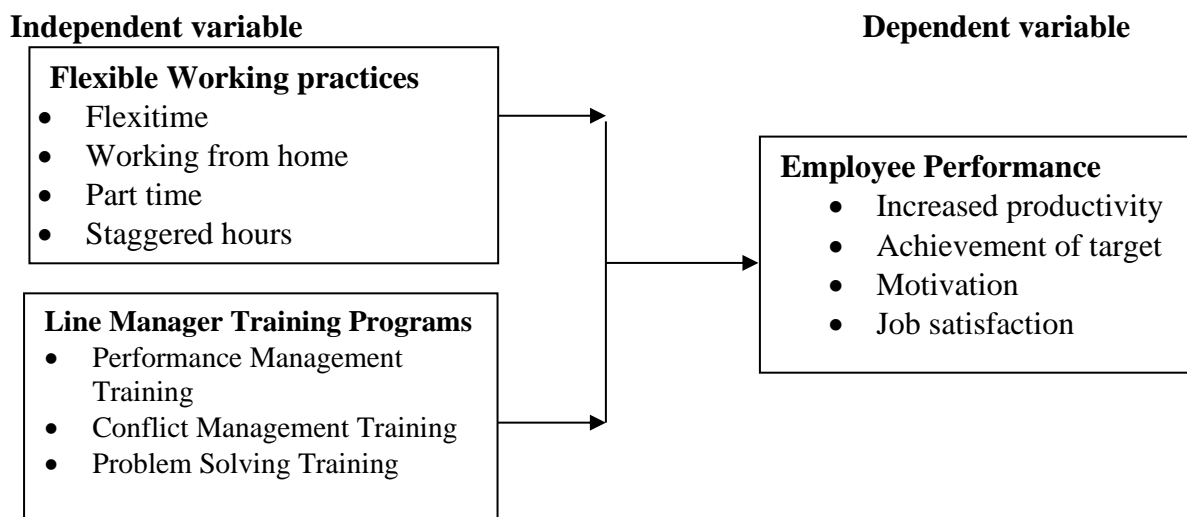 Independent variable
Dependent variable
Flexible Working practices
• Flexitime
• Working from home
• Part time
• Staggered hours
Line Manager Training Programs
• Performance Management
Training
• Conflict Management Training
• Problem Solving Training
Employee Performance
• Increased productivity
• Achievement of target
• Motivation
• Job satisfaction